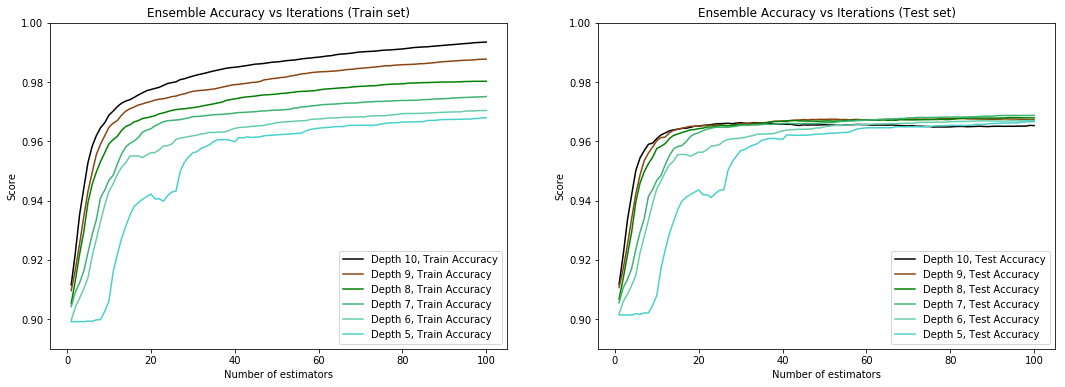 Ensemble Accuracy vs Iterations (Train set)
1.00
0.98
0.96
0.94
0.92
0.90
Score
0
20
40
60
80
100
Number of estimators
Depth 10, Train Accuracy
Depth 9, Train Accuracy
Depth 8, Train Accuracy
Depth 7, Train Accuracy
Depth 6, Train Accuracy
Depth 5, Train Accuracy
Ensemble Accuracy vs Iterations (Test set)
1.00
0.98
0.96
0.94
0.92
0.90
Score
0
20
40
60
80
100
Number of estimators
Depth 10, Test Accuracy
Depth 9, Test Accuracy
Depth 8, Test Accuracy
Depth 7, Test Accuracy
Depth 6, Test Accuracy
Depth 5, Test Accuracy